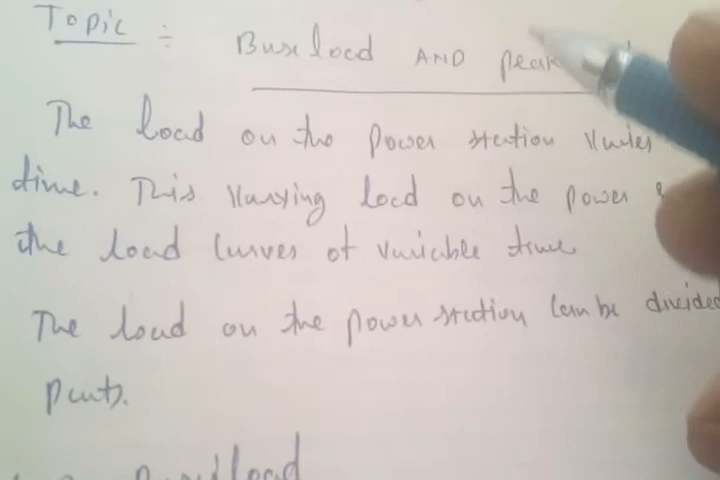 Topic :-
Base load AND peak
The load on the power station varies
time. This varying load on the power s
the load curves of variable time
The load on the power station can be divided
parts.
load